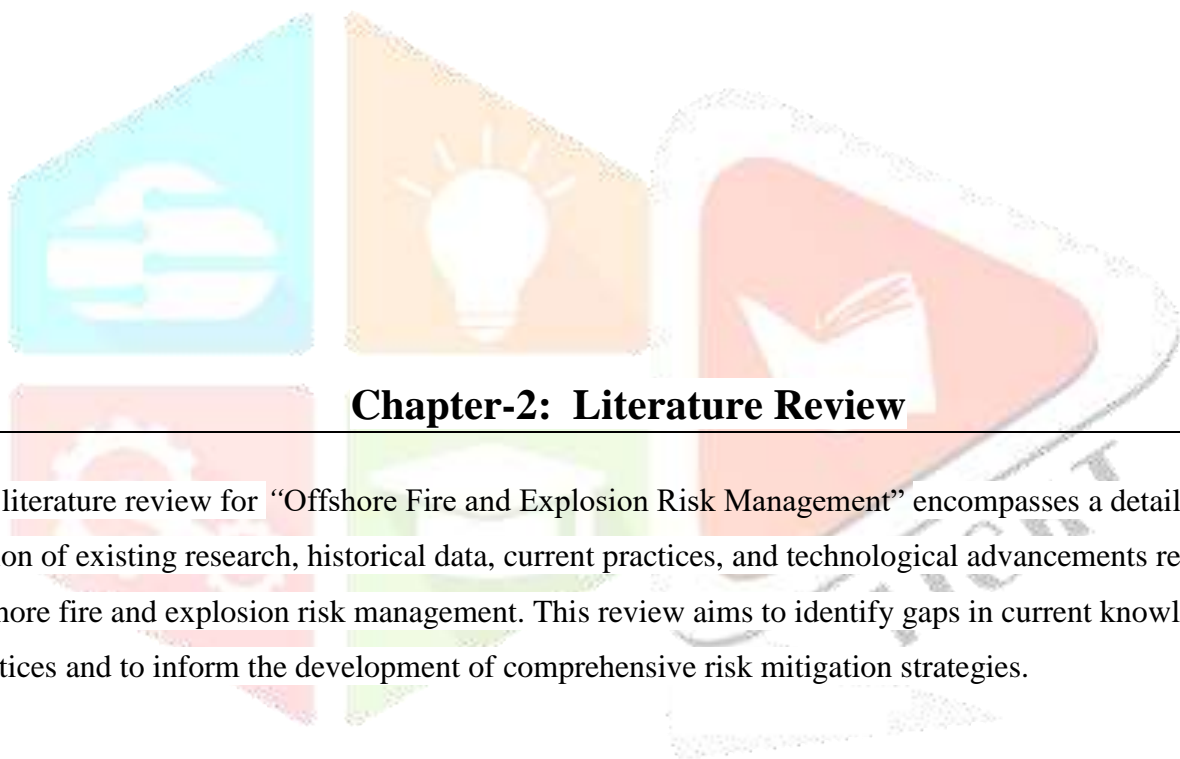 Chapter-2: Literature Review
literature review for “Offshore Fire and Explosion Risk Management” encompasses a detail
on of existing research, historical data, current practices, and technological advancements re
ore fire and explosion risk management. This review aims to identify gaps in current knowl
tices and to inform the development of comprehensive risk mitigation strategies.